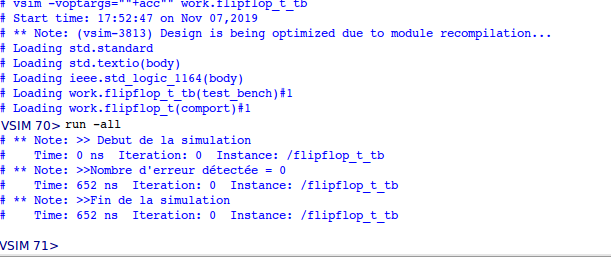 # vsim -voptargs=""+acc"" work.flipflop_t_tb
# Start time: 17:52:47 on Nov 07,2019
# ** Note: (vsim-3813) Design is being optimized due to module recompilation...
# Loading std.standard
# Loading std.textio(body)
# Loading ieee.std_logic_1164(body)
# Loading work.flipflop_t_tb(test_bench)#1
# Loading work.flipflop_t(comport)#1
VSIM 70> run -all
# ** Note: >> Debut de la simulation
#    Time: 0 ns  Iteration: 0  Instance: /flipflop_t_tb
# ** Note: >>Nombre d'erreur détectée = 0
#    Time: 652 ns  Iteration: 0  Instance: /flipflop_t_tb
# ** Note: >>Fin de la simulation
#    Time: 652 ns  Iteration: 0  Instance: /flipflop_t_tb
VSIM 71>